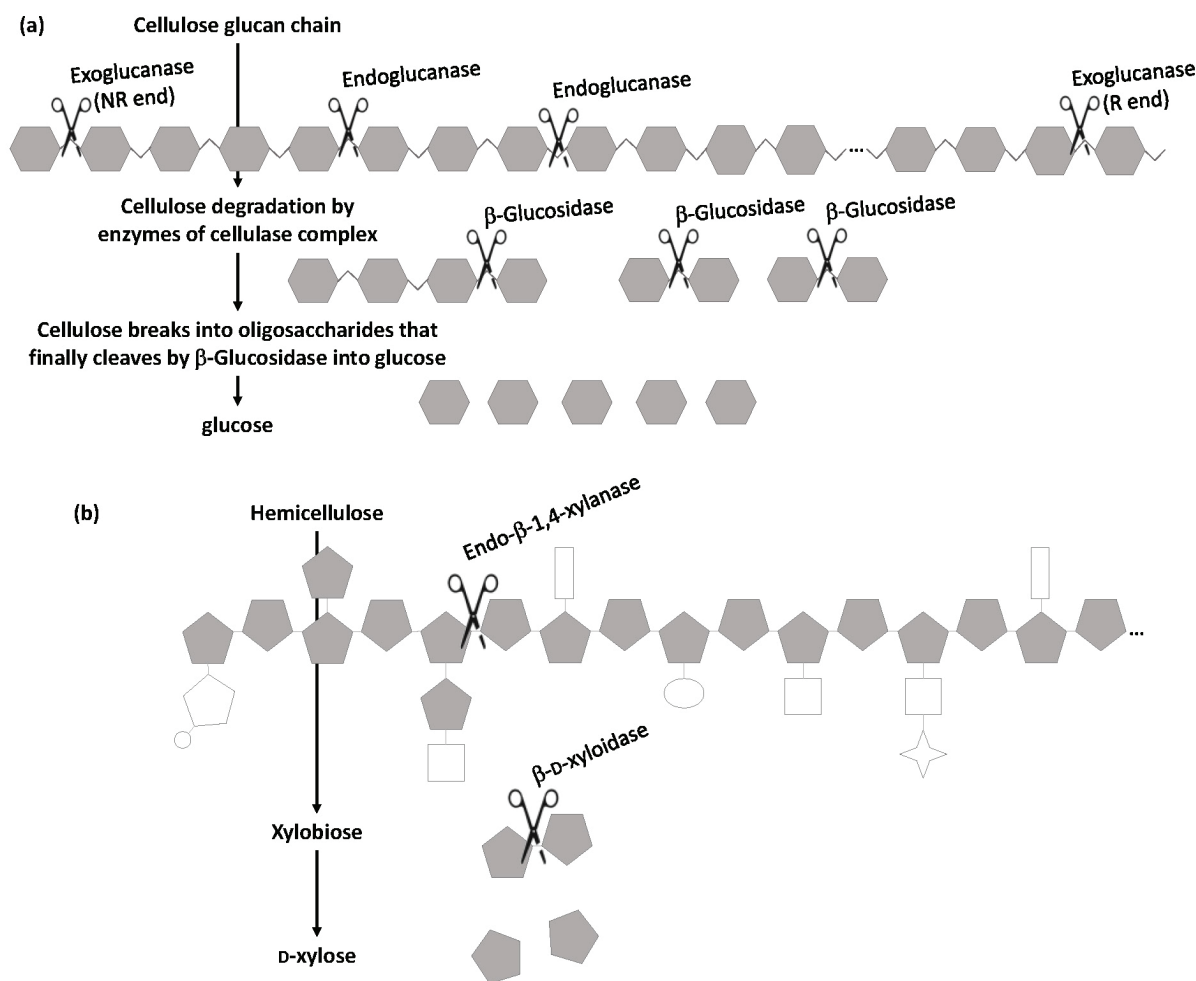 (a)
Cellulose glucan chain
Exoglucanase
(NR end)
Endoglucanase
Endoglucanase
Exoglucanase
(R end)
...
Cellulose degradation by
enzymes of cellulase complex
β-Glucosidase
β-Glucosidase
β-Glucosidase
Cellulose breaks into oligosaccharides that
finally cleaves by β-Glucosidase into glucose
glucose
(b)
Hemicellulose
Endo-β-1,4-xylanase
...
β-D-xyloidase
Xylobiose
D-xylose